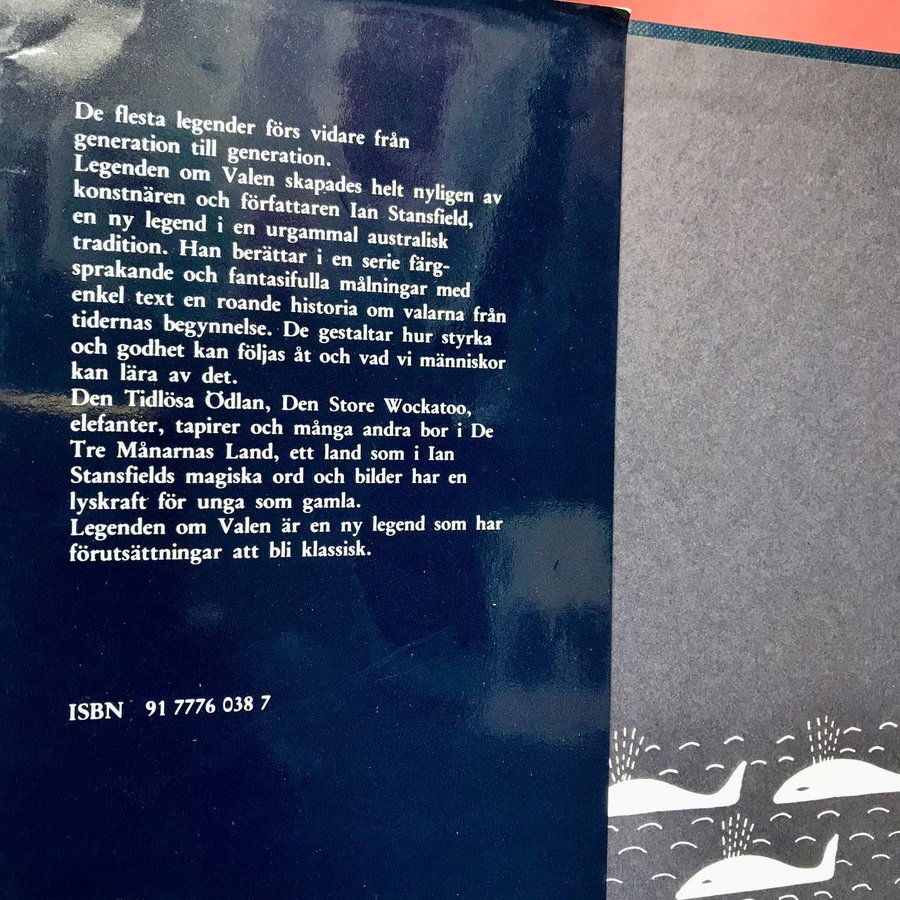 De flesta legender förs vidare från
generation till generation.
Legenden om Valen skapades helt nyligen av
konstnären och författaren Ian Stansfield,
en ny legend i en urgammal australisk
tradition. Han berättar i en serie färg-
sprakande och fantasifulla målningar med
enkel text en roande historia om valarna från
tidernas begynnelse. De gestaltar hur styrka
och godhet kan följas åt och vad vi människor
kan lära av det.
Den Tidlösa Ödlan, Den Store Wockatoo,
elefanter, tapirer och många andra bor i De
Tre Månarnas Land, ett land som i Ian
Stansfields magiska ord och bilder har en
lyskraft för unga som gamla.
Legenden om Valen är en ny legend som har
förutsättningar att bli klassisk.
ISBN 91 7776 038 7